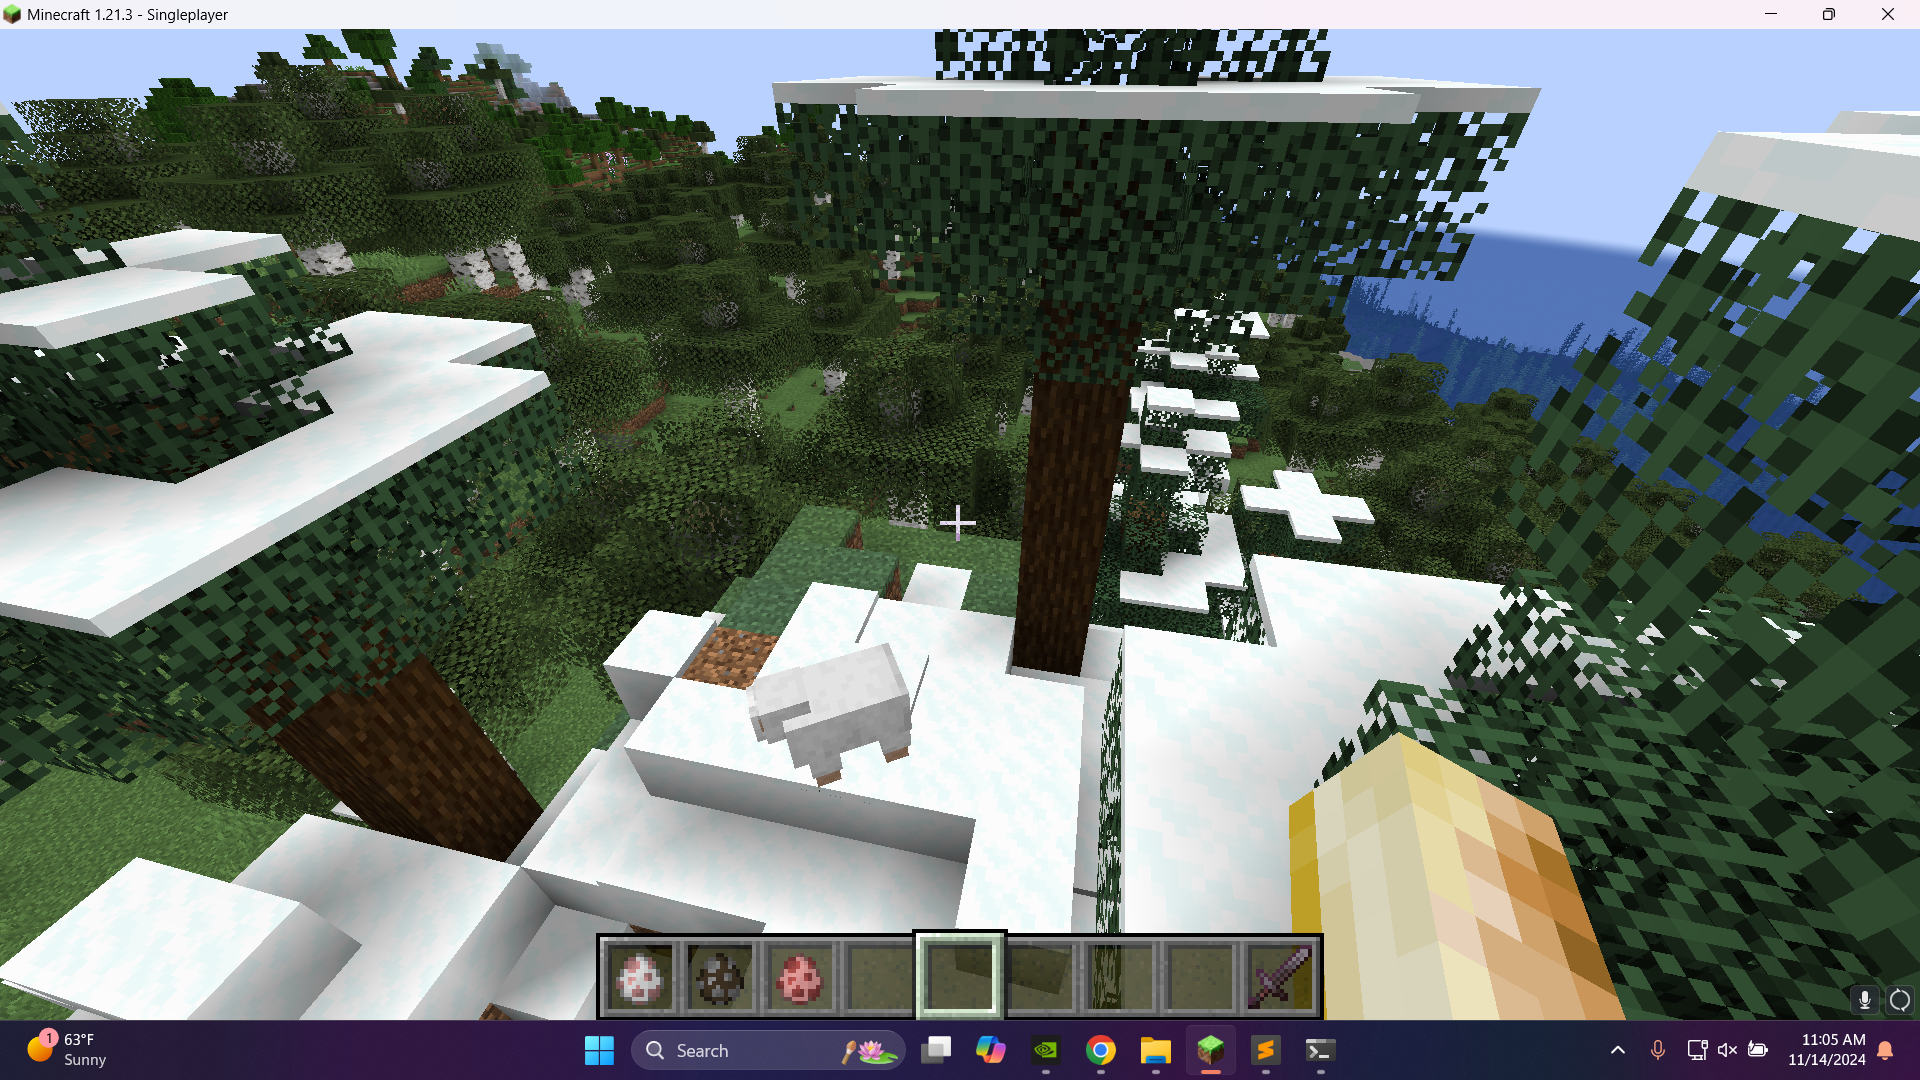 Minecraft 1.21.3 - Singleplayer
1
63°F
Sunny
Search
11:05 AM
11/14/2024